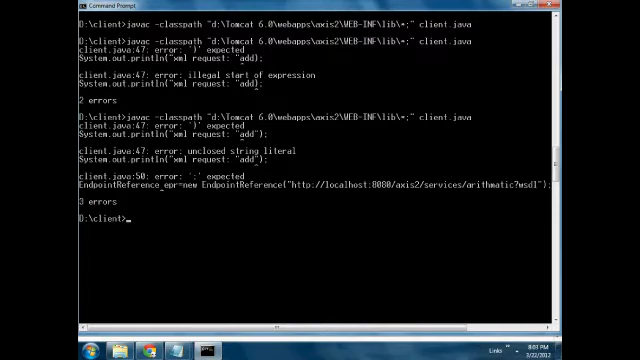 Command Prompt
D:\client>javac -classpath "d:\Tomcat 6.0\webapps\axis2\WEB-INF\lib\*;" client.java
D:\client>javac -classpath "d:\Tomcat 6.0\webapps\axis2\WEB-INF\lib\*;" client.java
client.java:47: error: ')' expected
System.out.println("xml request: "add);
^
client.java:47: error: illegal start of expression
System.out.println("xml request: "add);
^
2 errors
D:\client>javac -classpath "d:\Tomcat 6.0\webapps\axis2\WEB-INF\lib\*;" client.java
client.java:47: error: ')' expected
System.out.println("xml request: "add");
^
client.java:47: error: unclosed string literal
System.out.println("xml request: "add");
^
client.java:50: error: ';' expected
EndpointReference epr=new EndpointReference("http://localhost:8080/axis2/services/arithmatic?wsdl");
^
3 errors
D:\client>_
Links
8:03 PM
3/22/2012